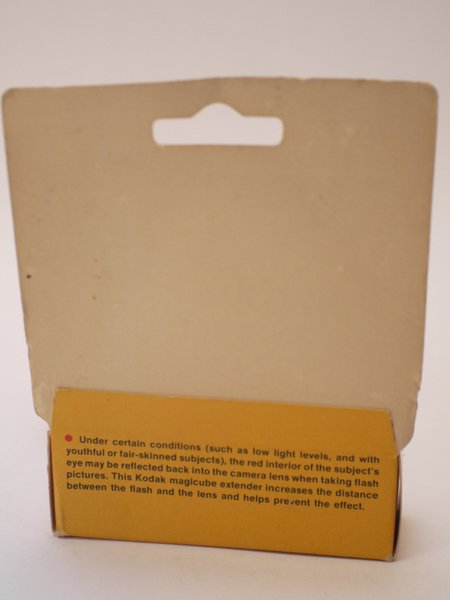 ● Under certain conditions (such as low light levels, and with
youthful or fair-skinned subjects), the red interior of the subject's
eye may be reflected back into the camera lens when taking flash
pictures. This Kodak magicube extender increases the distance
between the flash and the lens and helps prevent the effect.